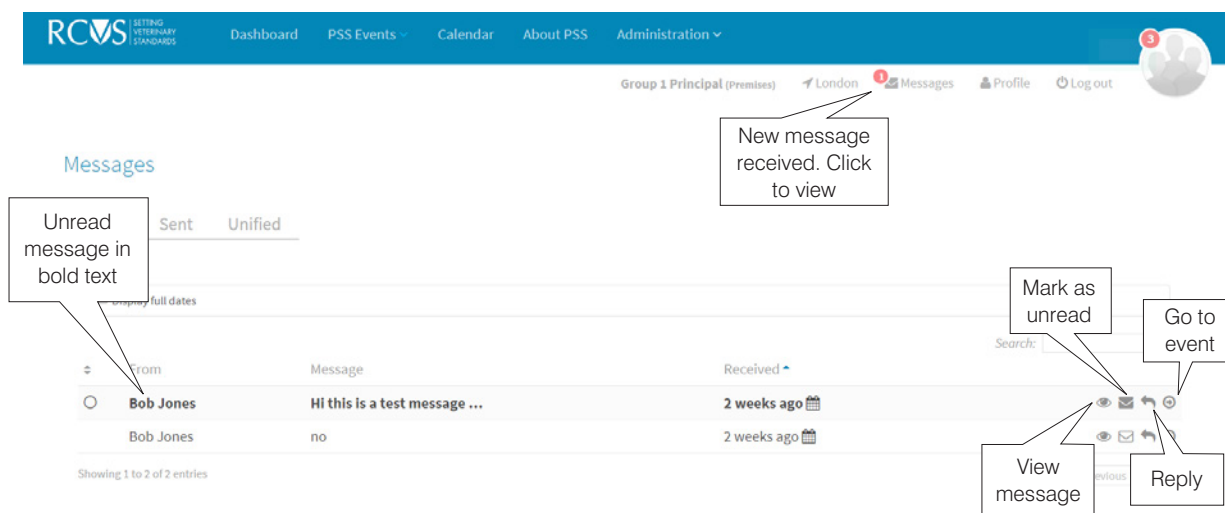 RCVS SETTING VETERINARY STANDARDS
Dashboard PSS Events Calendar About PSS Administration
3
Group 1 Principal (Premises) London 1 Messages Profile Log out
New message
received. Click
to view
Messages
Unread
message in
bold text
Sent Unified
Display full dates
Mark as
unread
Go to
event
Search:
From Message Received
Bob Jones Hi this is a test message ... 2 weeks ago
Bob Jones no 2 weeks ago
Showing 1 to 2 of 2 entries
View
message
Reply